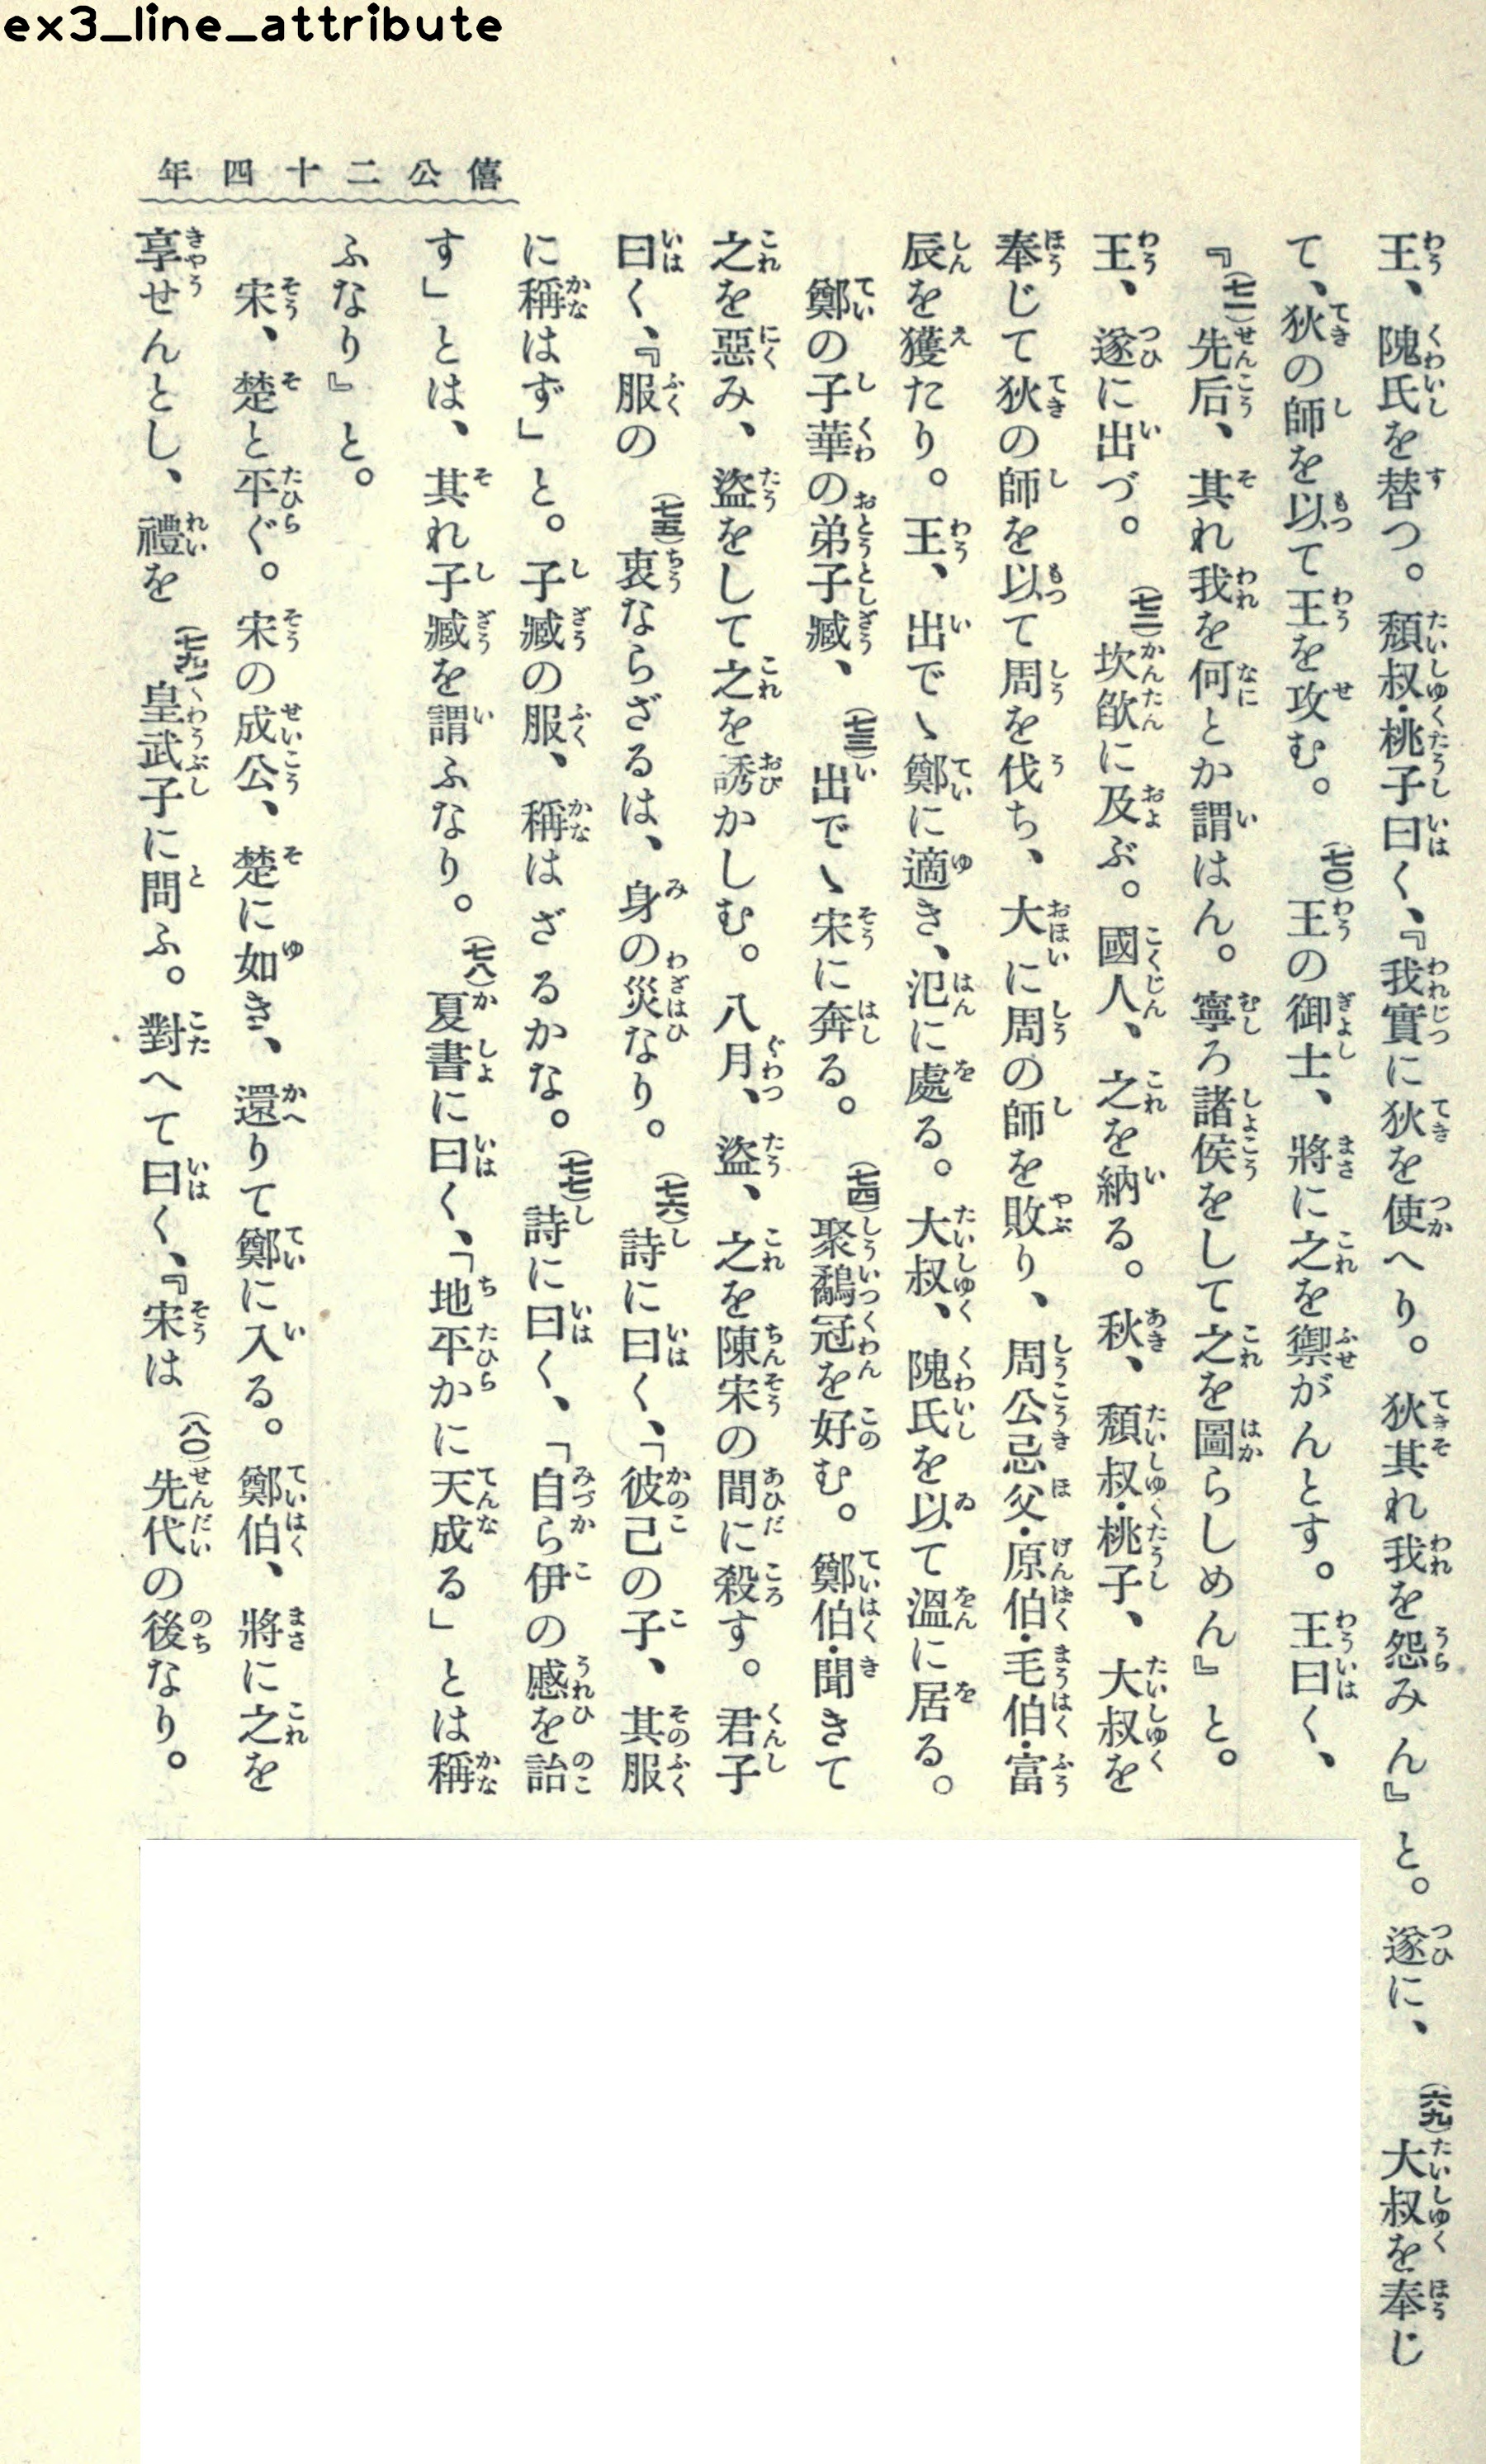 ex3_line_attribute
僖公二十四年
王、隗氏を替つ。頽叔・桃子曰く、『我實に狄を使へり。狄其れ我を怨みん』と。遂に、(六九)大叔を奉じ
て、狄の師を以て王を攻む。(七〇)王の御士、將に之を禦がんとす。王曰く、
『(七一)先后、其れ我を何とか謂はん。寧ろ諸侯をして之を圖らしめん』と。
王、遂に出づ。(七二)坎欿に及ぶ。國人、之を納る。秋、頽叔・桃子、大叔を
奉じて狄の師を以て周を伐ち、大に周の師を敗り、周公忌父・原伯・毛伯・富
辰を獲たり。王、出でゝ鄭に適き、氾に處る。大叔、隗氏を以て溫に居る。
鄭の子華の弟子臧、(七三)出でゝ宋に奔る。(七四)聚鷸冠を好む。鄭伯・聞きて
之を惡み、盜をして之を誘かしむ。八月、盜、之を陳宋の間に殺す。君子
曰く、『服の(七五)衷ならざるは、身の災なり。(七六)詩に曰く、「彼己の子、其服
に稱はず」と。子臧の服、稱はざるかな。(七七)詩に曰く、「自ら伊の慼を詒
す」とは、其れ子臧を謂ふなり。(七八)夏書に曰く、「地平かに天成る」とは稱
ふなり』と。
宋、楚と平ぐ。宋の成公、楚に如き、還りて鄭に入る。鄭伯、將に之を
享せんとし、禮を(七九)皇武子に問ふ。對へて曰く、『宋は(八〇)先代の後なり。